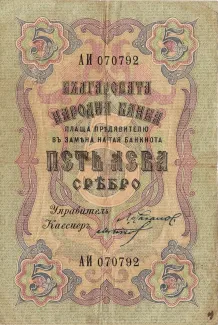 5 5
АИ 070792
БЪЛГАРСКАТА
НАРОДНА БАНКА
ПЛАЩА ПРЕДЯВИТЕЛЮ
ВЪ ЗАМѢНА НА ТАЯ БАНКНОТА
ПЕТЬ ЛЕВА
СРЕБРО
Управитель
Кассиеръ
АИ 070792
5 5